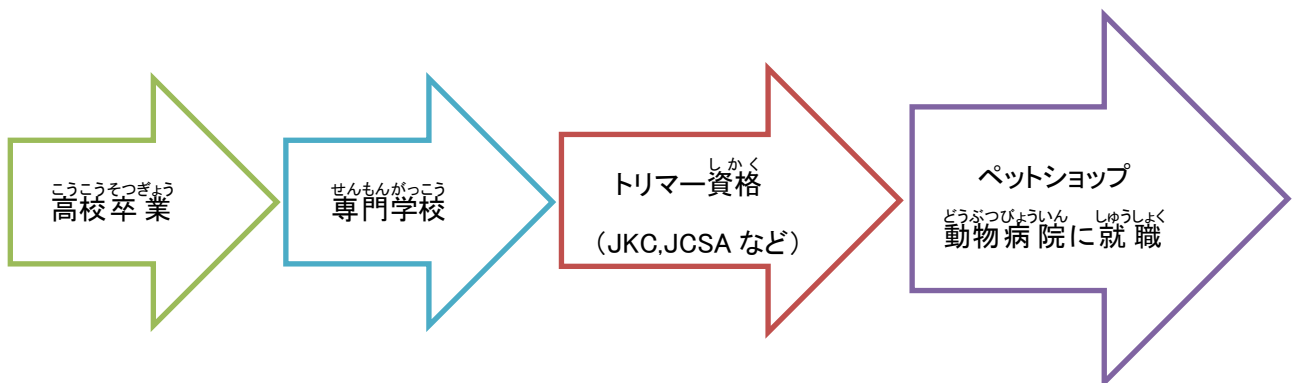 こうこうそつぎょう
高校卒業
せんもんがっこう
専門学校
しかく
トリマー資格
（JKC,JCSA など）
ペットショップ
どうぶつびょういん しゅうしょく
動物病院に就職